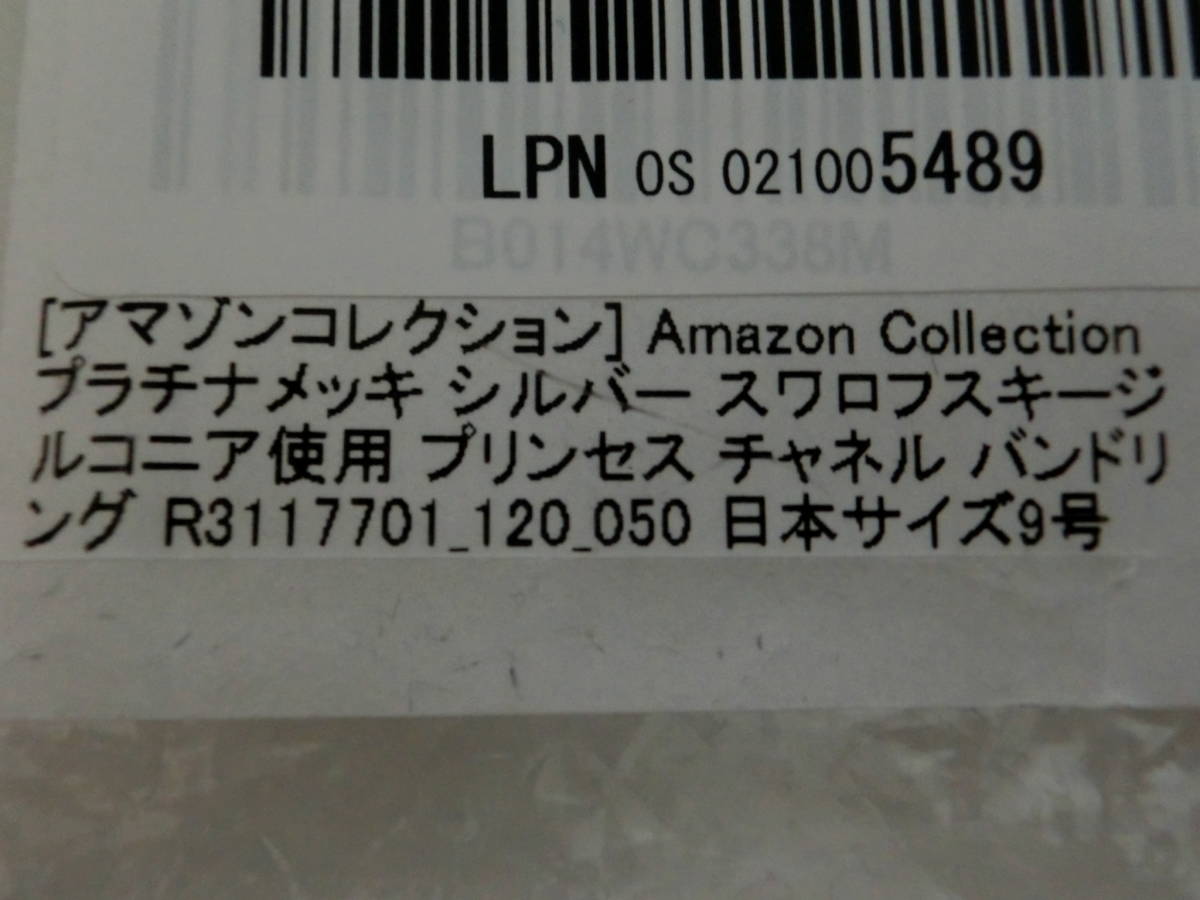 LPN OS 021005489
B014WC338M
[アマゾンコレクション] Amazon Collection
プラチナメッキ シルバー スワロフスキージ
ルコニア使用 プリンセス チャネル バンドリ
ング R3117701_120_050 日本サイズ9号